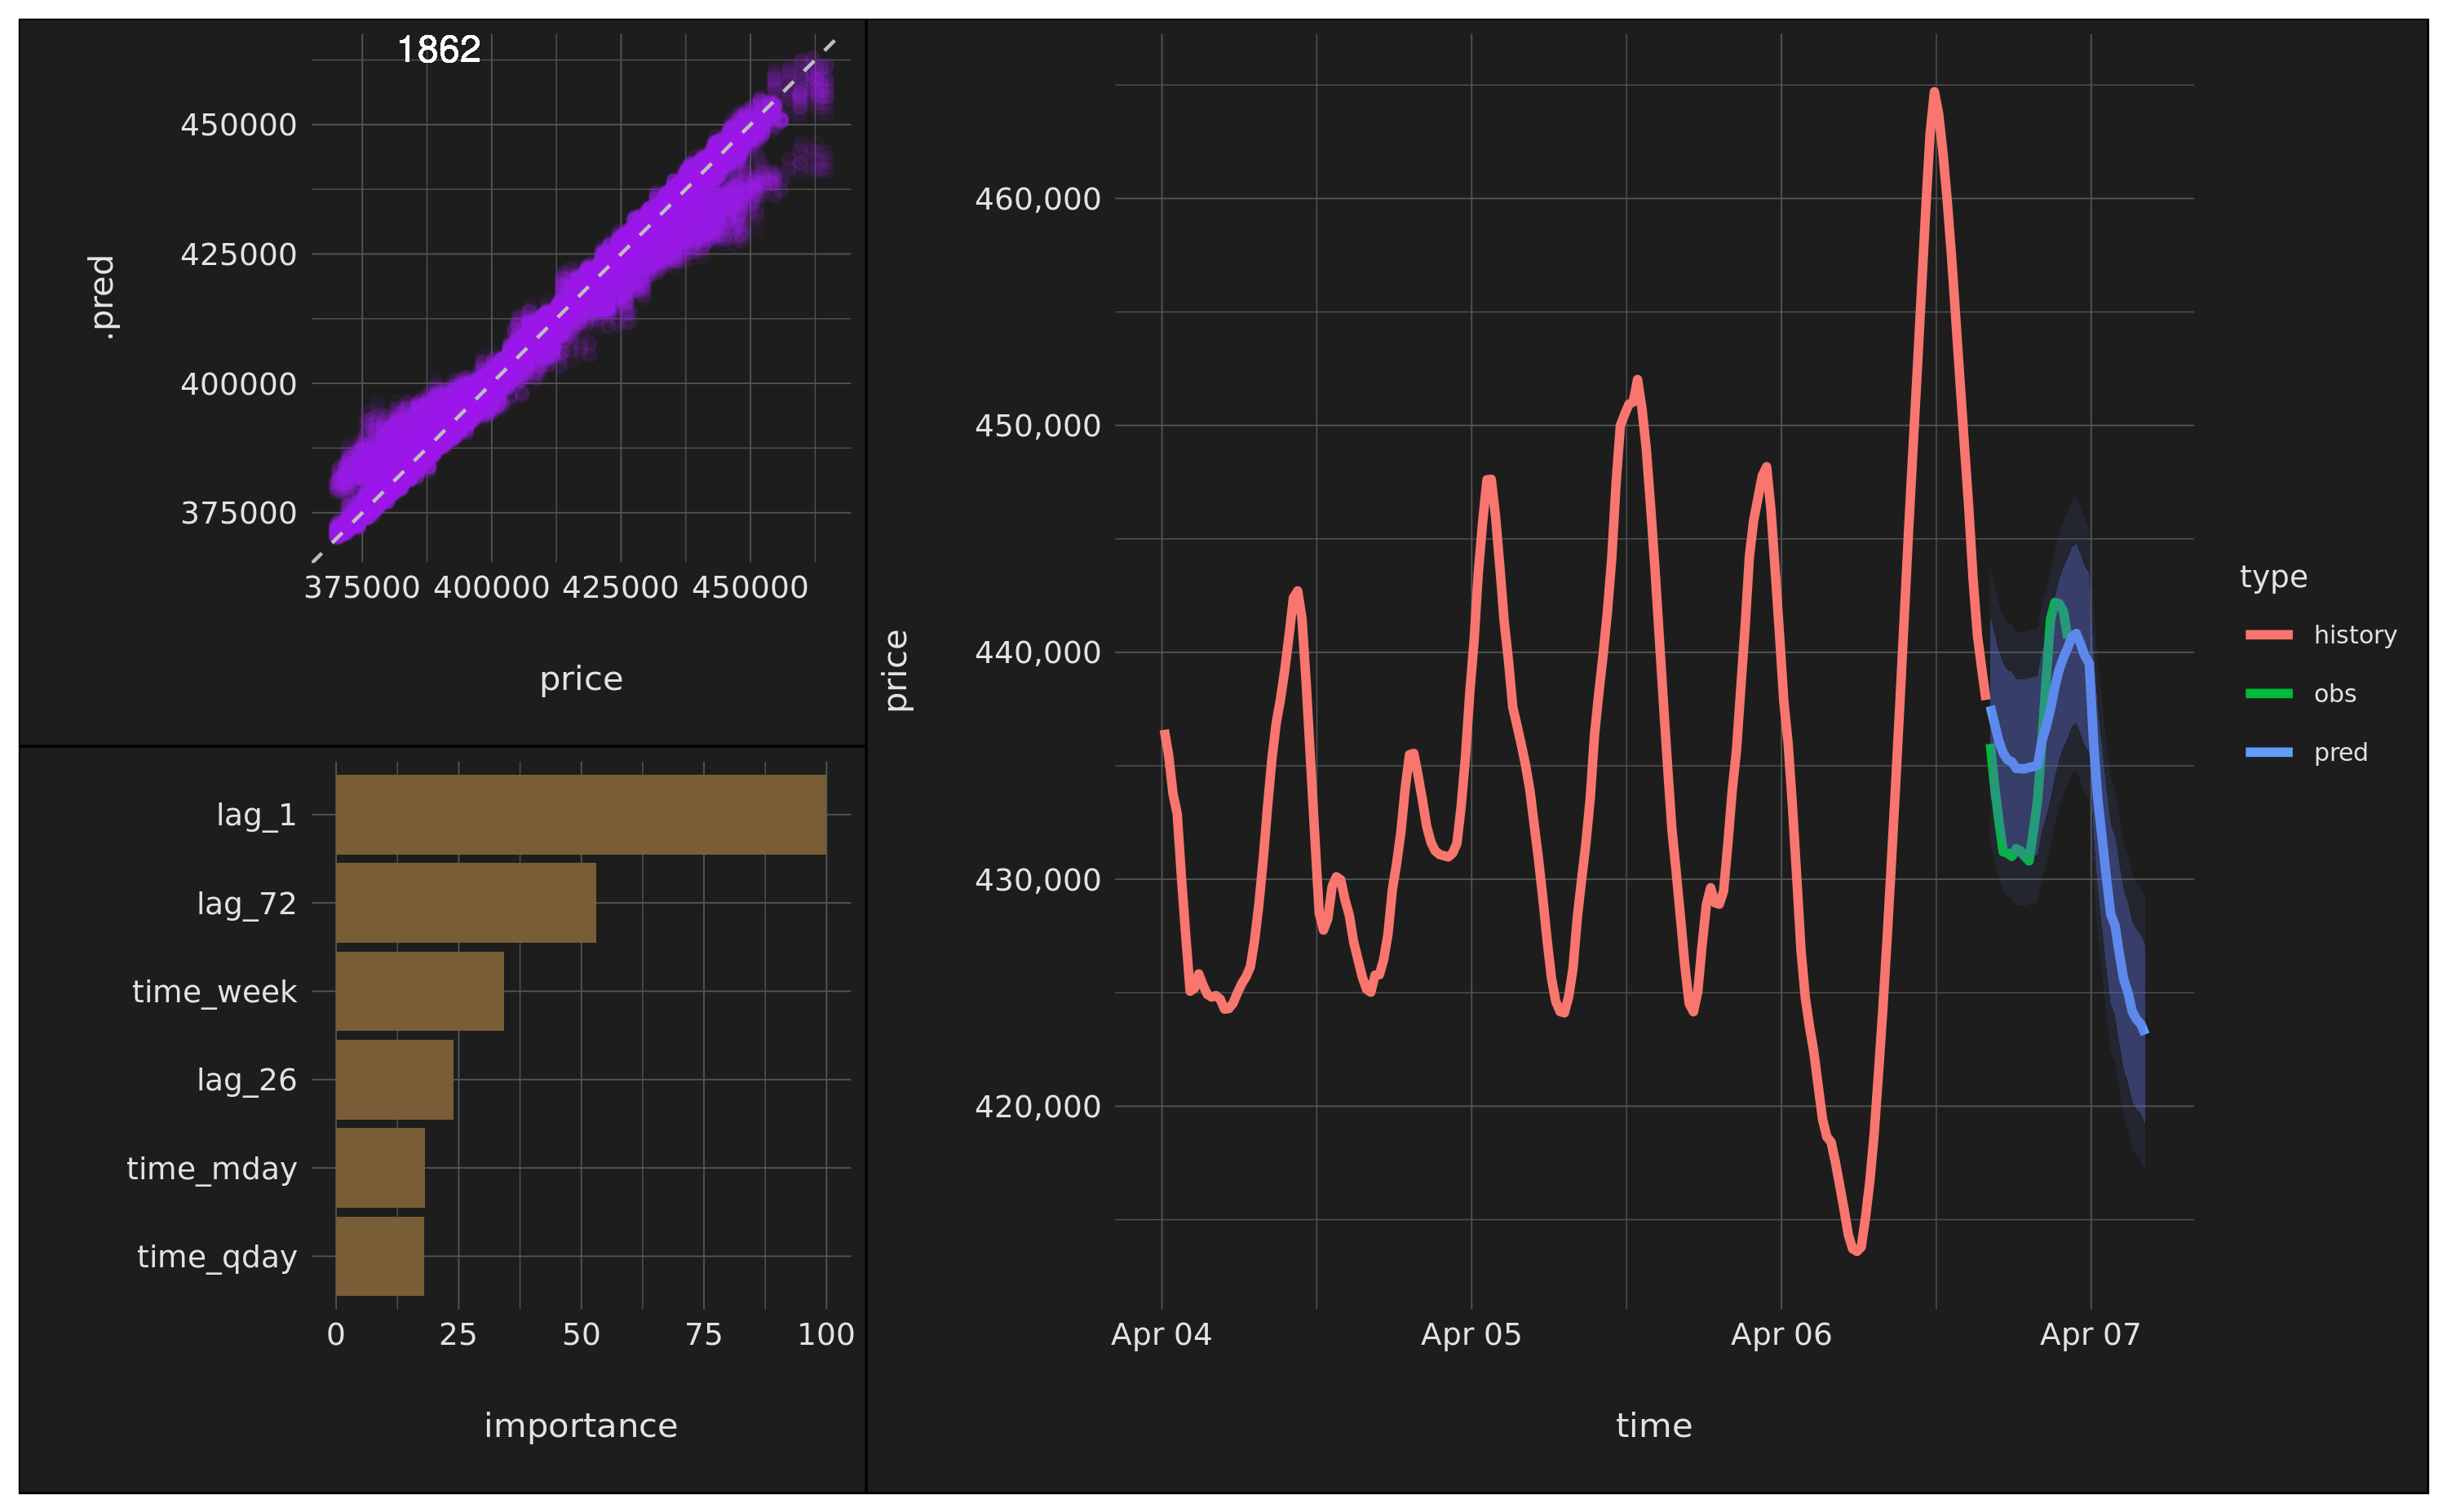 1862
450000
425000
400000
375000
.pred
375000 400000 425000 450000
price
lag_1
lag_72
time_week
lag_26
time_mday
time_qday
0 25 50 75 100
importance
460,000
450,000
440,000
430,000
420,000
price
Apr 04 Apr 05 Apr 06 Apr 07
time
type
history
obs
pred